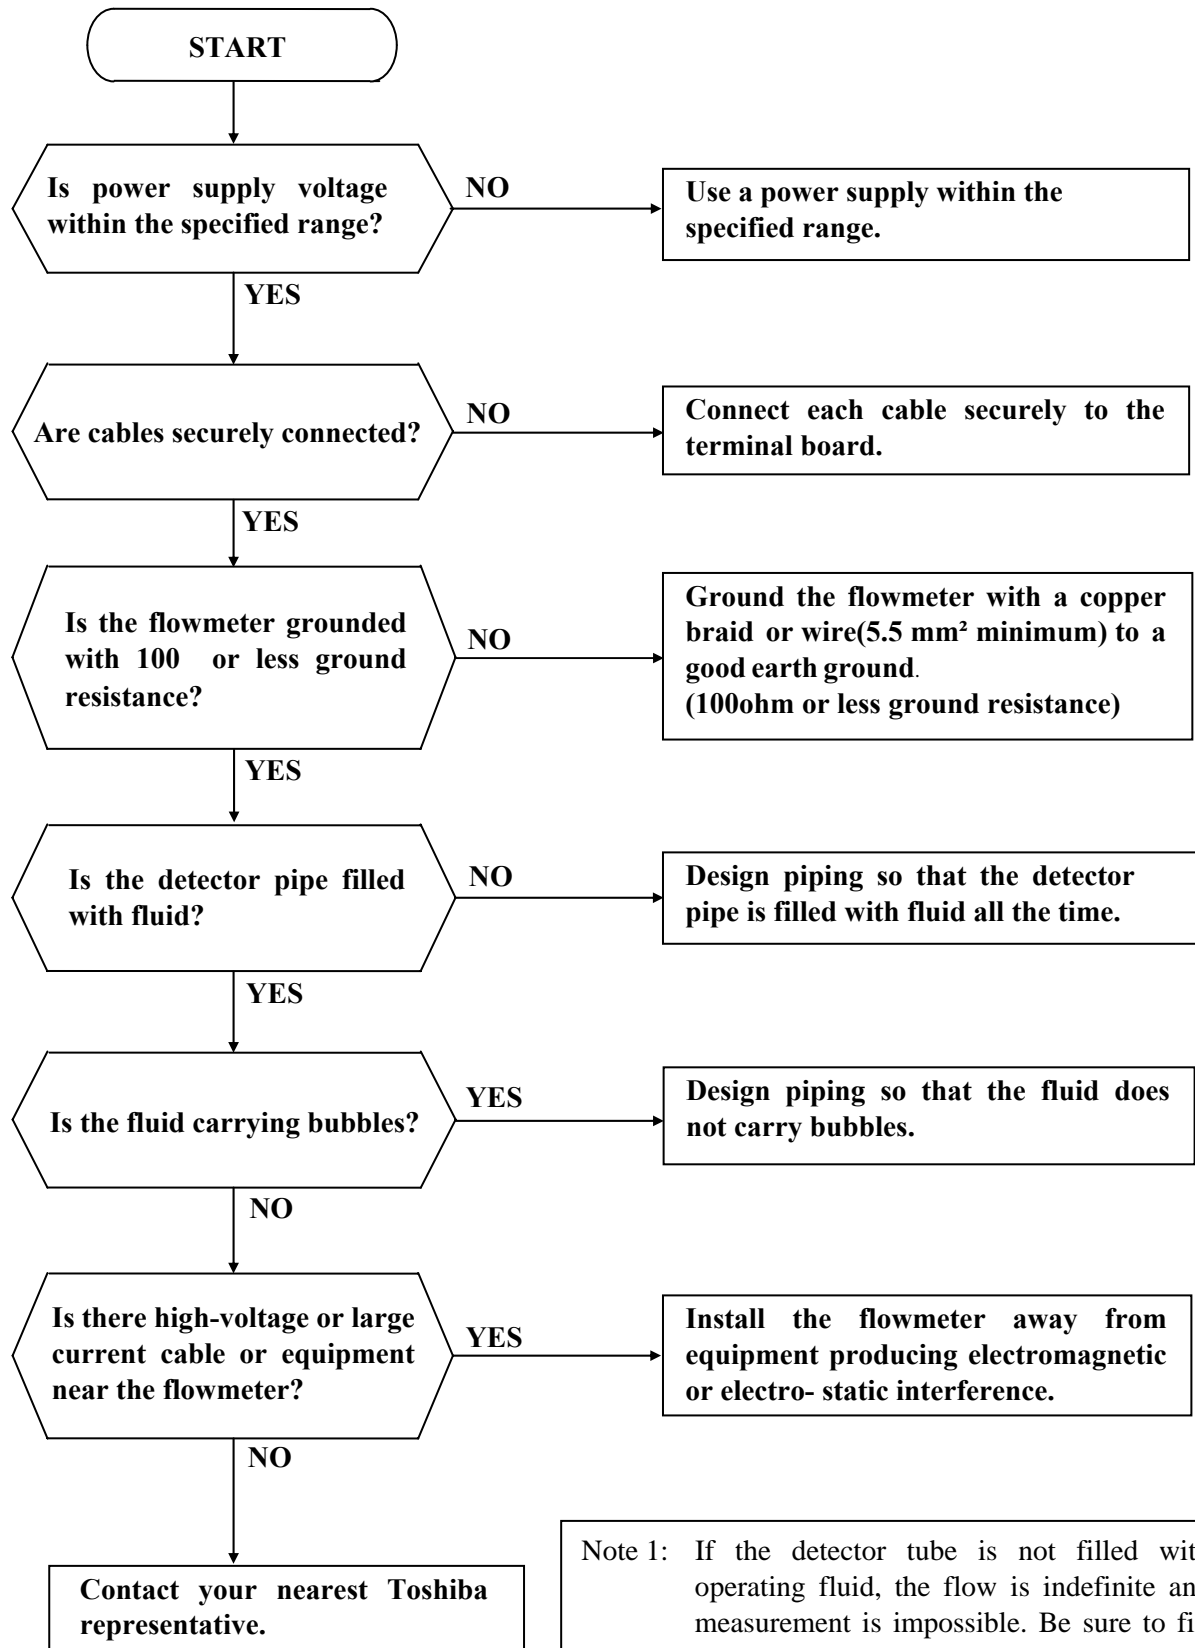 START
Is power supply voltage
within the specified range?
NO
Use a power supply within the
specified range.
YES
Are cables securely connected?
NO
Connect each cable securely to the
terminal board.
YES
Is the flowmeter grounded
with 100 or less ground
resistance?
NO
Ground the flowmeter with a copper
braid or wire(5.5 mm² minimum) to a
good earth ground.
(100ohm or less ground resistance)
YES
Is the detector pipe filled
with fluid?
NO
Design piping so that the detector
pipe is filled with fluid all the time.
YES
Is the fluid carrying bubbles?
YES
Design piping so that the fluid does
not carry bubbles.
NO
Is there high-voltage or large
current cable or equipment
near the flowmeter?
YES
Install the flowmeter away from
equipment producing electromagnetic
or electro- static interference.
NO
Contact your nearest Toshiba
representative.
Note 1: If the detector tube is not filled
operating fluid, the flow is indefinite
measurement is impossible. Be sure to